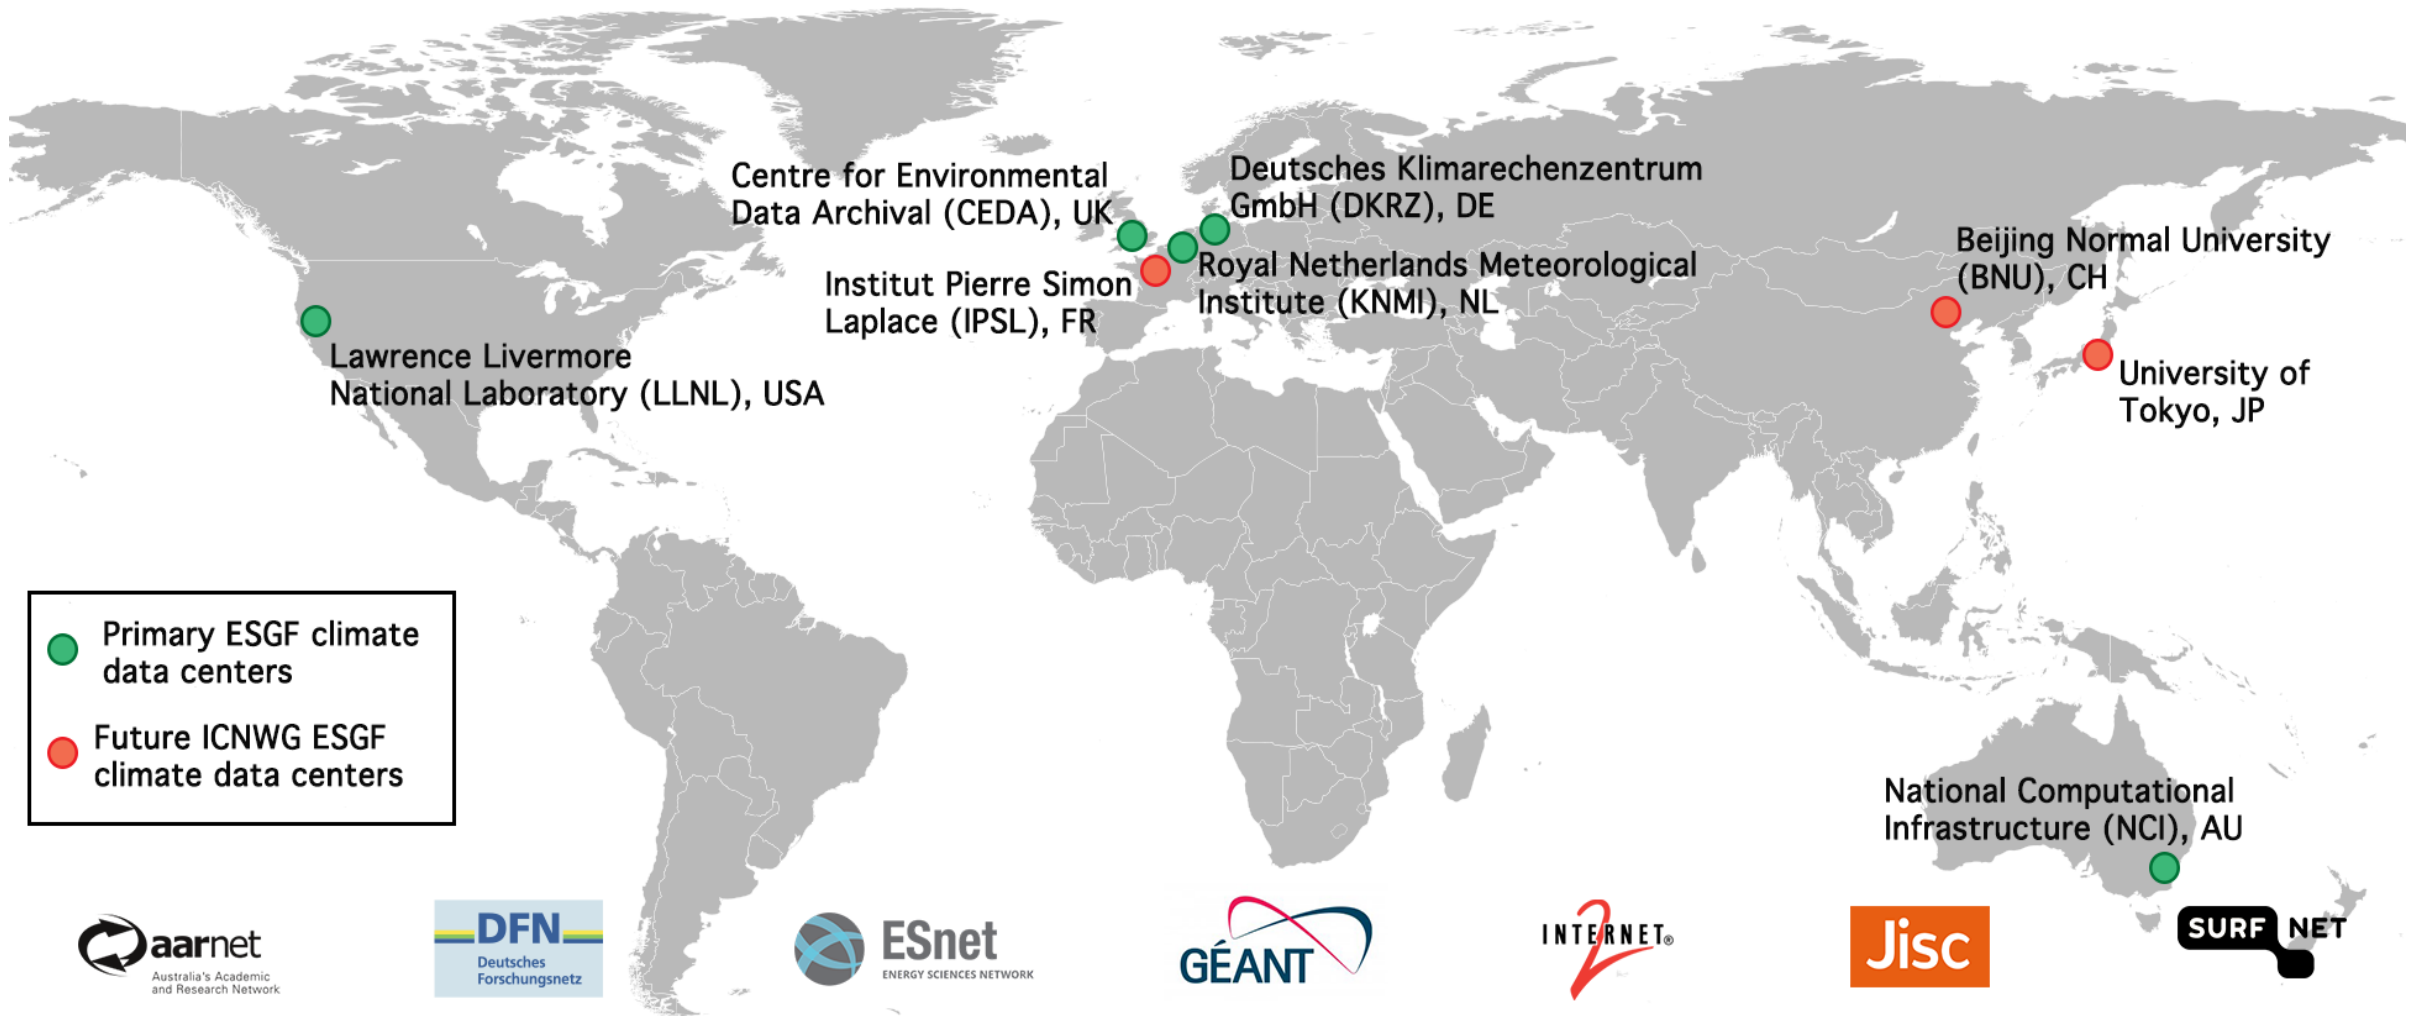 Centre for Environmental
Data Archival (CEDA), UK
Deutsches Klimarechenzentrum
GmbH (DKRZ), DE
Institut Pierre Simon
Laplace (IPSL), FR
Royal Netherlands Meteorological
Institute (KNMI), NL
Beijing Normal University
(BNU), CH
University of
Tokyo, JP
Lawrence Livermore
National Laboratory (LLNL), USA
Primary ESGF climate
data centers
Future ICNWG ESGF
climate data centers
National Computational
Infrastructure (NCI), AU
aarnet
Australia's Academic
and Research Network
DFN
Deutsches
Forschungsnetz
ESnet
ENERGY SCIENCES NETWORK
GÉANT
INTERNET®
2
Jisc
SURF NET